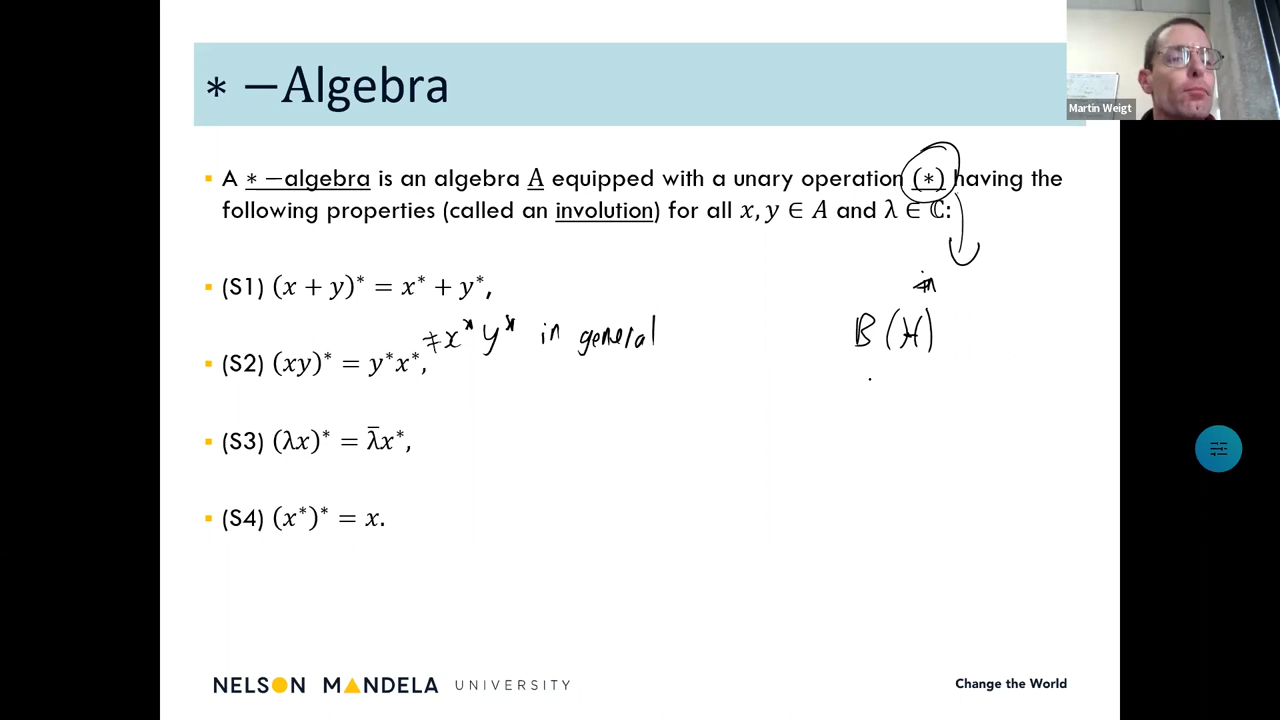 ∗ −Algebra
Martin Weigt
▪ A ∗ −algebra is an algebra A equipped with a unary operation (∗) having the
following properties (called an involution) for all x, y ∈ A and λ ∈ ℂ:
▪ (S1) (x + y)* = x* + y*,
in
≠ x* y* in general
B (H)
▪ (S2) (xy)* = y*x*,
▪ (S3) (λx)* = λ̄x*,
▪ (S4) (x*)* = x.
NELSON MANDELA UNIVERSITY
Change the World